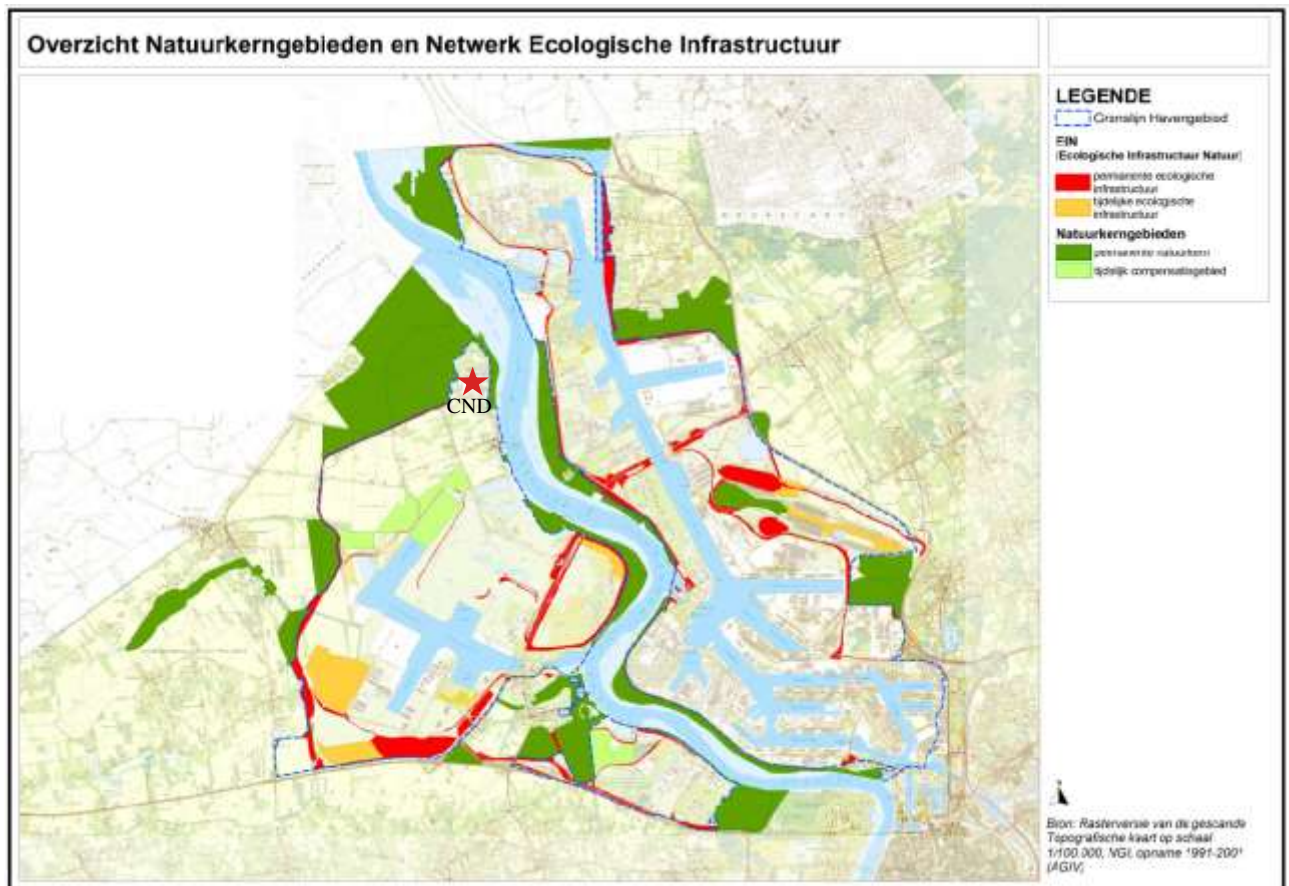 Overzicht Natuurkerngebieden en Netwerk Ecologische Infrastructuur
LEGENDE
Grenslijn Havengebied
EIN
(Ecologische Infrastructuur Natuur)
permanente ecologische
infrastructuur
tijdelijke ecologische
infrastructuur
Natuurkerngebieden
permanente natuurkern
tijdelijk compensatiegebied
CND
Bron: Rasterversie van de gescande
Topografische kaart op schaal
1/100.000, NGI, opname 1991-2001
(AGIV)